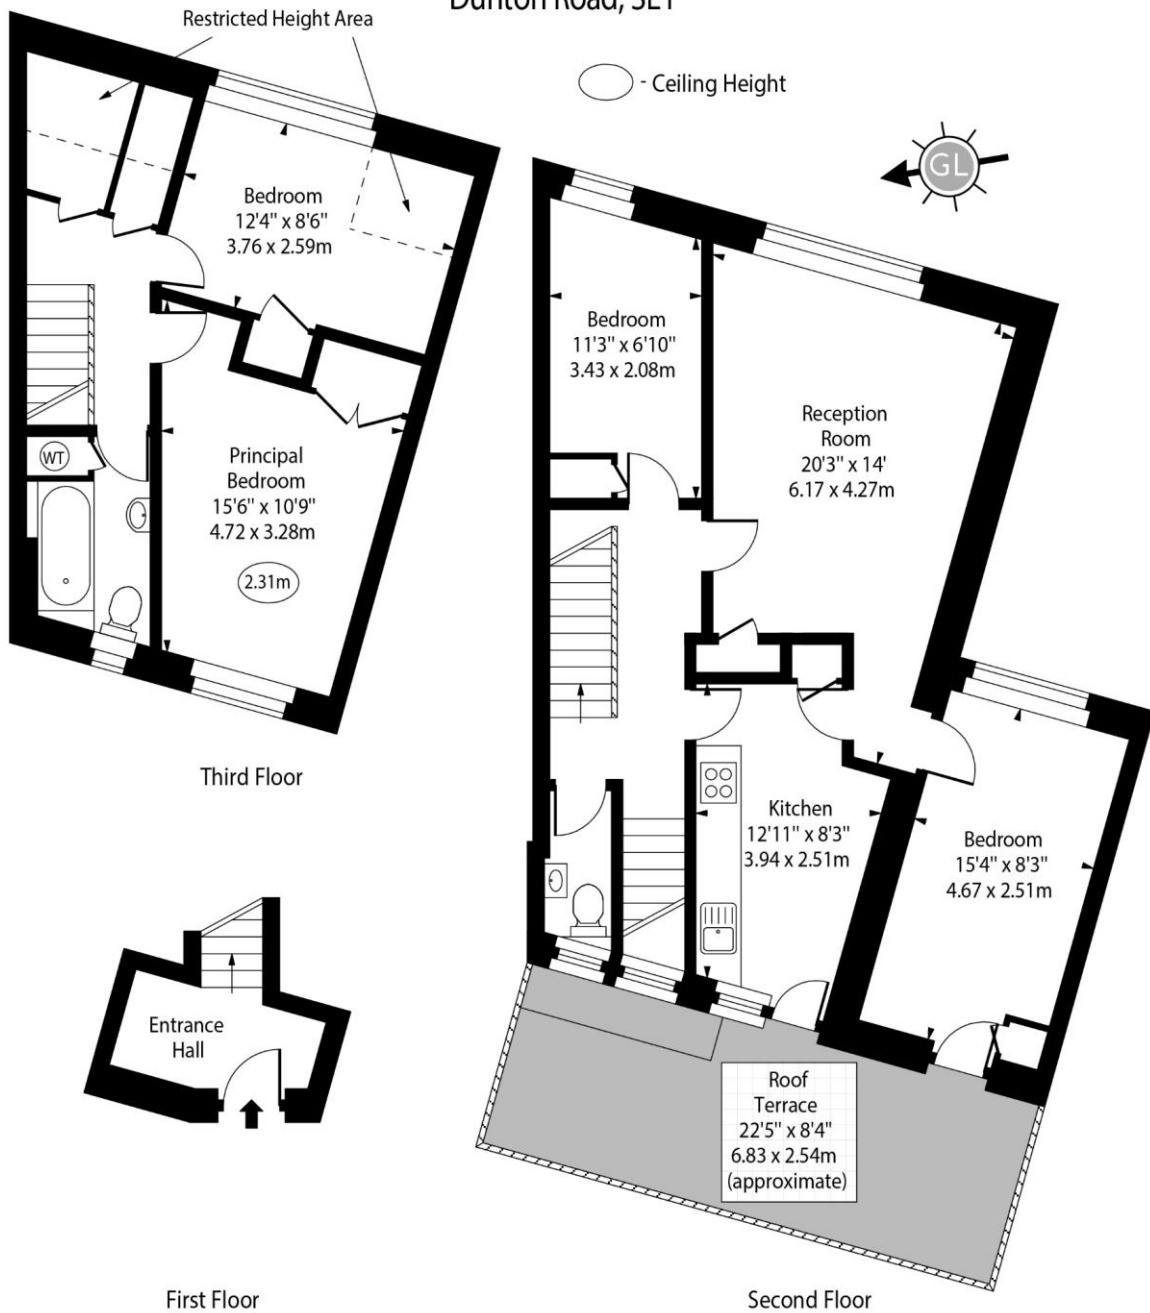 Dunton Road, SE1
Restricted Height Area
- Ceiling Height
GL
Bedroom
12'4" x 8'6"
3.76 x 2.59m
WT
Principal
Bedroom
15'6" x 10'9"
4.72 x 3.28m
2.31m
Third Floor
Bedroom
11'3" x 6'10"
3.43 x 2.08m
Reception
Room
20'3" x 14'
6.17 x 4.27m
Kitchen
12'11" x 8'3"
3.94 x 2.51m
Bedroom
15'4" x 8'3"
4.67 x 2.51m
Roof
Terrace
22'5" x 8'4"
6.83 x 2.54m
(approximate)
Entrance
Hall
First Floor
Second Floor